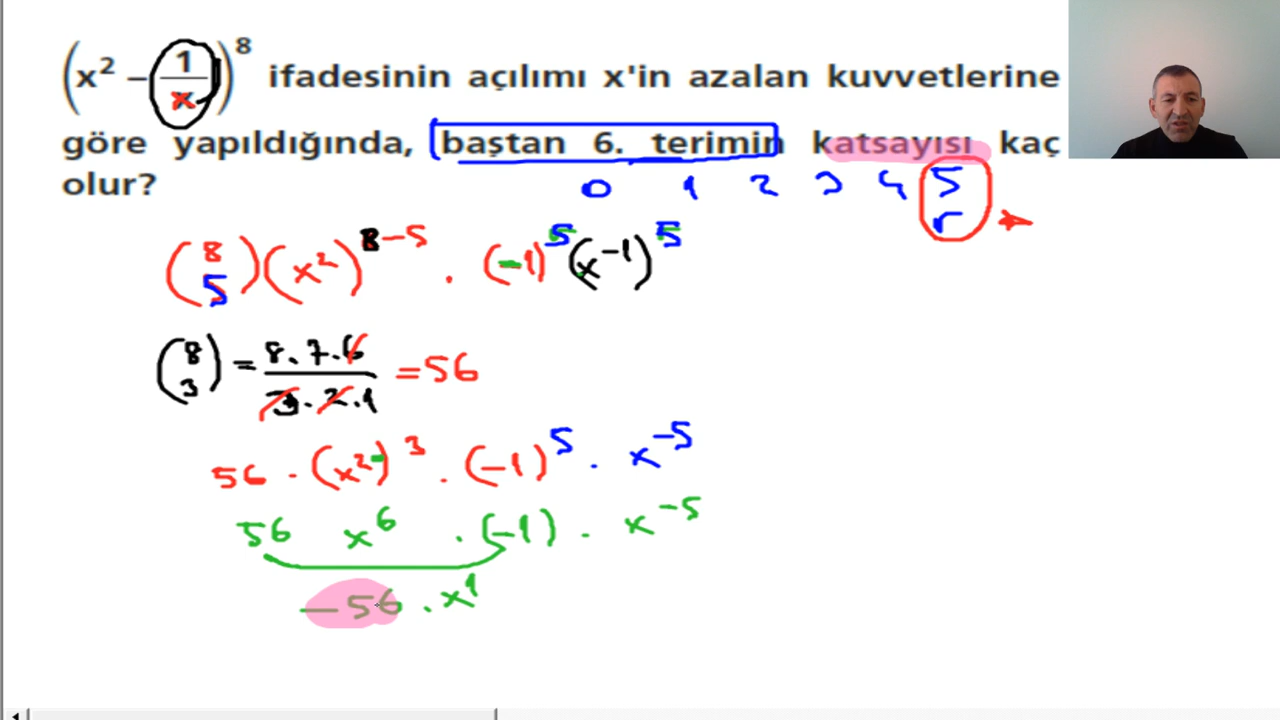 (x² - 1/x)⁸ ifadesinin açılımı x'in azalan kuvvetlerine
göre yapıldığında, baştan 6. terimin katsayısı kaç
olur?
0 1 2 3 4 5
r
(8 5)(x²)⁸⁻⁵ . (-1)⁵ (x⁻¹)⁵
(8 3) = 8.7.6 / 3.2.1 = 56
56 . (x²)³ . (-1)⁵ . x⁻⁵
56 x⁶ . (-1) . x⁻⁵
-56 . x¹